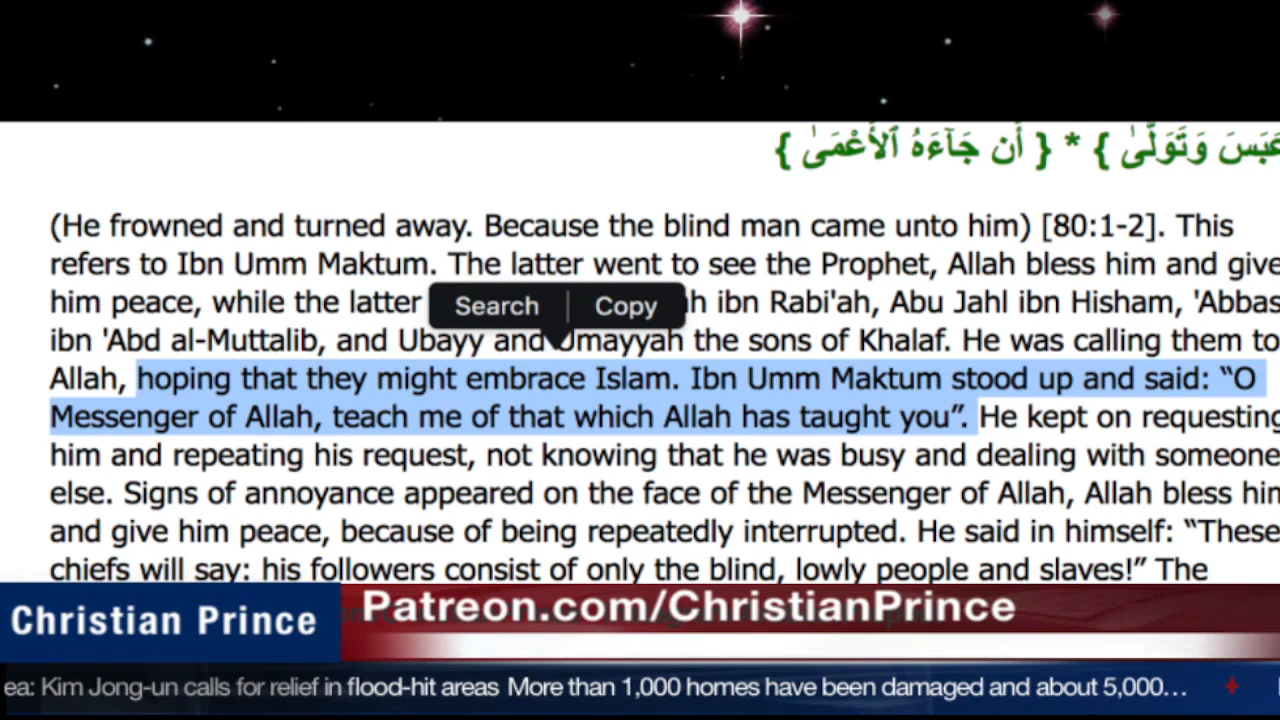 عَبَسَ وَتَوَلَّىٰ } * { أَن جَآءَهُ ٱلأَعْمَىٰ }
(He frowned and turned away. Because the blind man came unto him) [80:1-2]. This
refers to Ibn Umm Maktum. The latter went to see the Prophet, Allah bless him and give
him peace, while the latter h ibn Rabi'ah, Abu Jahl ibn Hisham, 'Abbas
Search Copy
ibn 'Abd al-Muttalib, and Ubayy and Umayyah the sons of Khalaf. He was calling them to
Allah, hoping that they might embrace Islam. Ibn Umm Maktum stood up and said: “O
Messenger of Allah, teach me of that which Allah has taught you”. He kept on requesting
him and repeating his request, not knowing that he was busy and dealing with someone
else. Signs of annoyance appeared on the face of the Messenger of Allah, Allah bless him
and give him peace, because of being repeatedly interrupted. He said in himself: “These
chiefs will say: his followers consist of only the blind, lowly people and slaves!” The
Christian Prince
Patreon.com/ChristianPrince
ea: Kim Jong-un calls for relief in flood-hit areas More than 1,000 homes have been damaged and about 5,000...